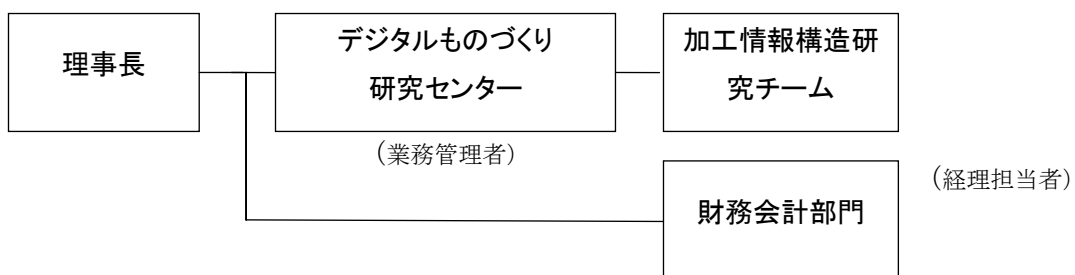 理事長
デジタルものづくり
研究センター
加工情報構造研
究チーム
(業務管理者)
(経理担当者)
財務会計部門